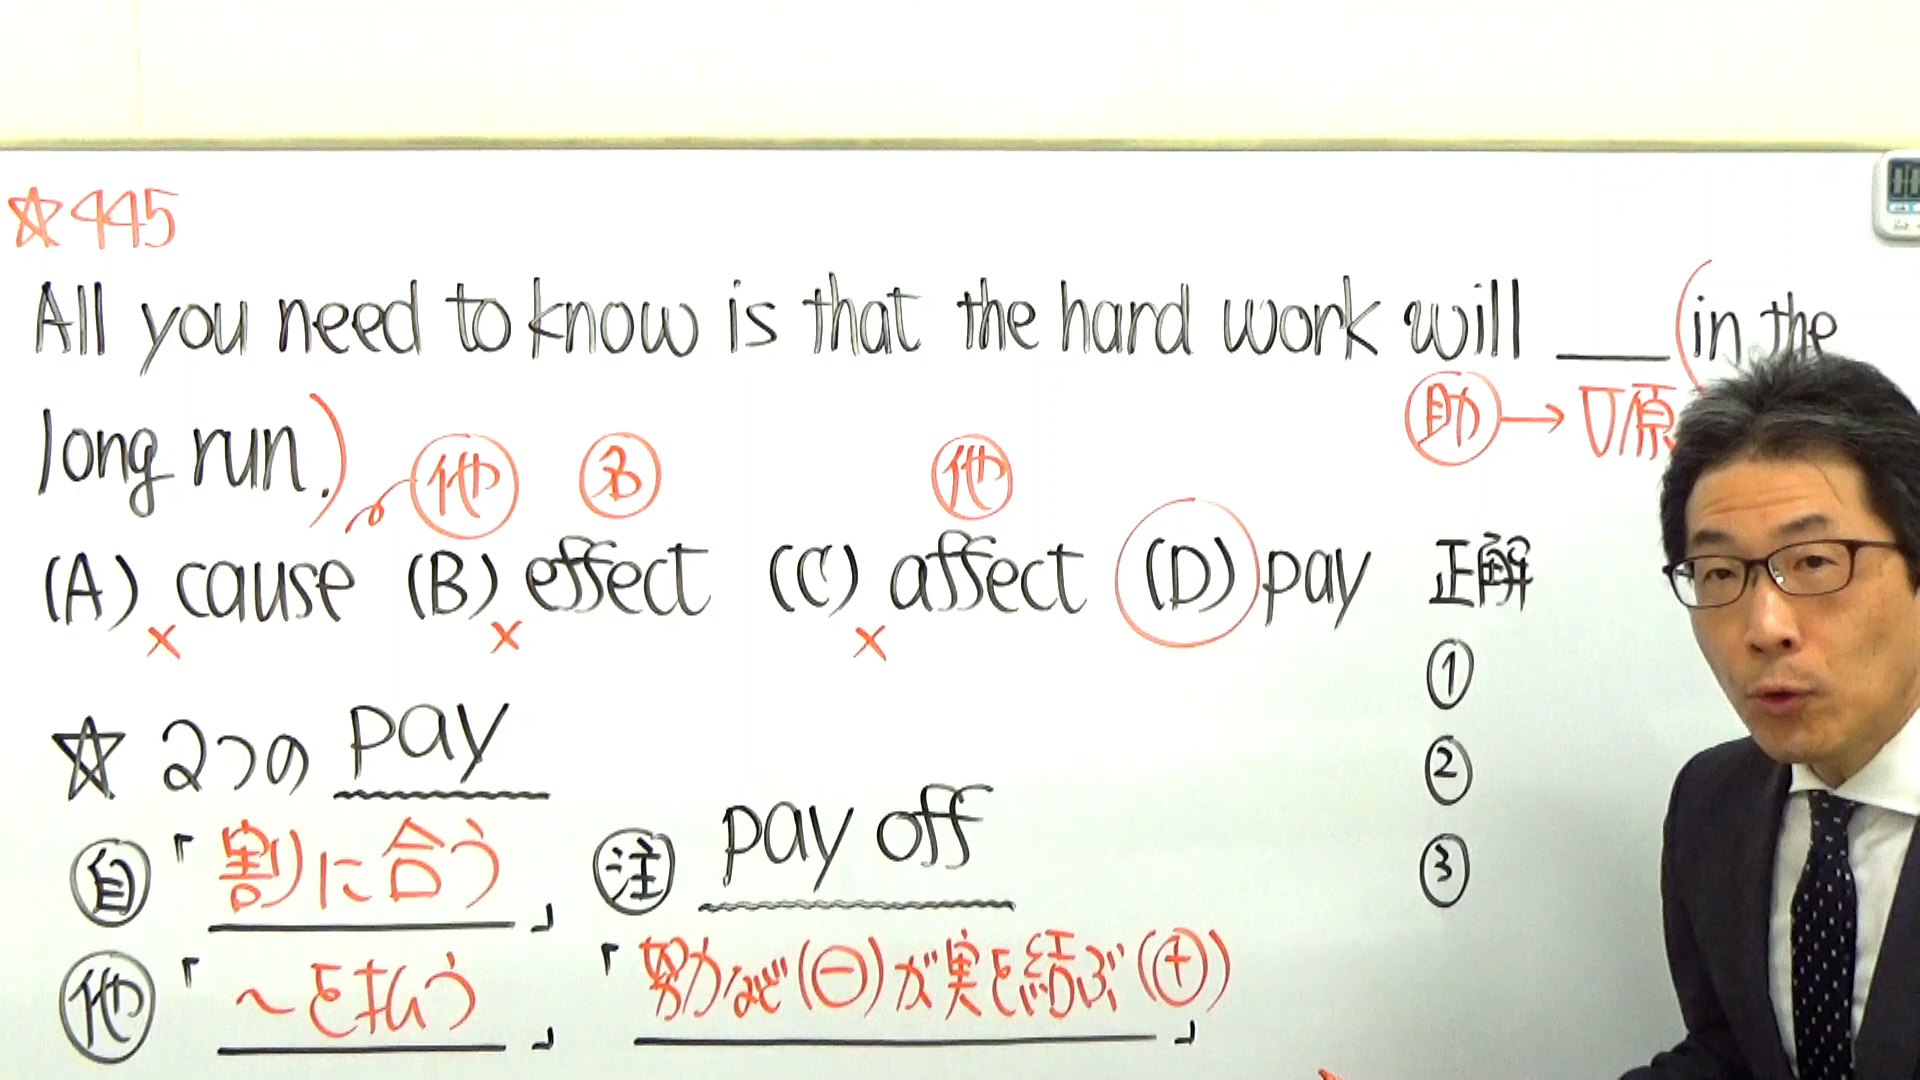 ☆445
All you need to know is that the hard work will ___ (in the
助→V原
long run.)
他 名 他
(A) cause (B) effect (C) affect (D) pay 正解
× × ×
①
☆ 2つの pay
②
pay off
自「割に合う」 注
③
他「〜を払う」 「努力など(−)が実を結ぶ(+)」